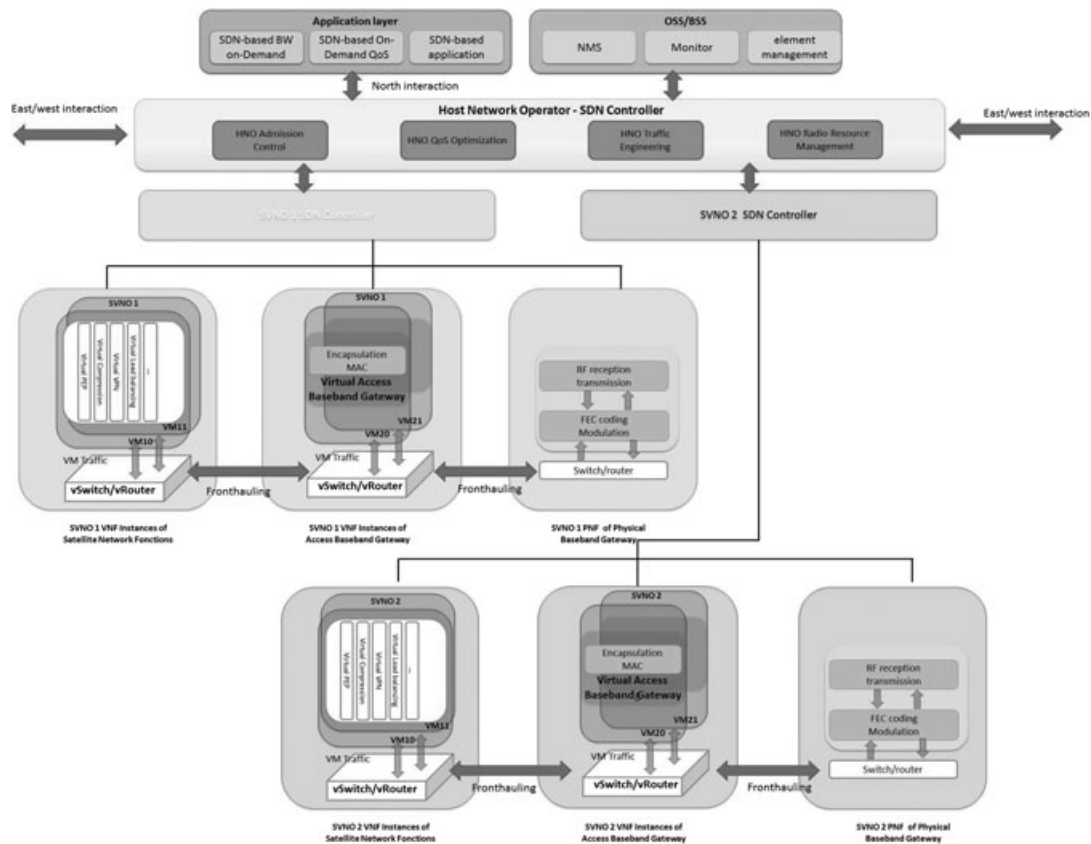 Application layer
SDN-based BW
on-Demand
SDN-based On-
Demand QoS
SDN-based
application
OSS/BSS
NMS
Monitor
element
management
North interaction
East/west interaction
East/west interaction
Host Network Operator - SDN Controller
HNO Admission
Control
HNO QoS Optimization
HNO Traffic
Engineering
HNO Radio Resource
Management
SVNO 1 SDN Controller
SVNO 2 SDN Controller
SVNO 1
Virtual PEP
Virtual Compression
Virtual VPN
Virtual Load balancing
...
VM11
VM10
VM Traffic
vSwitch/vRouter
Fronthauling
SVNO 1
Encapsulation
MAC
Virtual Access
Baseband Gateway
VM21
VM20
VM Traffic
vSwitch/vRouter
Fronthauling
RF reception
transmission
FEC coding
Modulation
Switch/router
SVNO 1 VNF Instances of
Satellite Network Fonctions
SVNO 1 VNF Instances of
Access Baseband Gateway
SVNO 1 PNF of Physical
Baseband Gateway
SVNO 2
Virtual PEP
Virtual Compression
Virtual VPN
Virtual Load balancing
...
VM11
VM10
VM Traffic
vSwitch/vRouter
Fronthauling
SVNO 2
Encapsulation
MAC
Virtual Access
Baseband Gateway
VM21
VM20
VM Traffic
vSwitch/vRouter
Fronthauling
RF reception
transmission
FEC coding
Modulation
Switch/router
SVNO 2 VNF Instances of
Satellite Network Fonctions
SVNO 2 VNF Instances of
Access Baseband Gateway
SVNO 2 PNF of Physical
Baseband Gateway